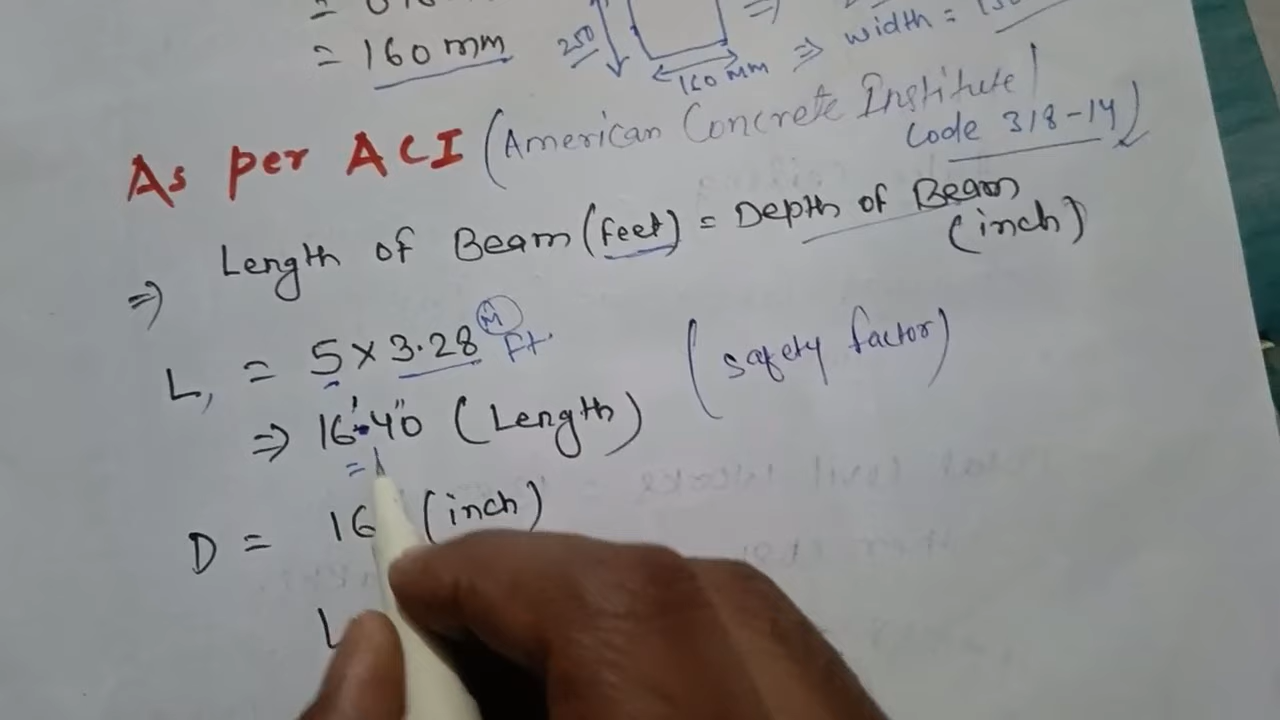 = 160 mm
250
160 MM
=> width =
As per ACI (American Concrete Institute
Code 318-14)
=> Length of Beam (feet) = Depth of Beam
(inch)
L, = 5 x 3.28 ft. M
(safety factor)
=> 16'.40" (Length)
D = 16 (inch)